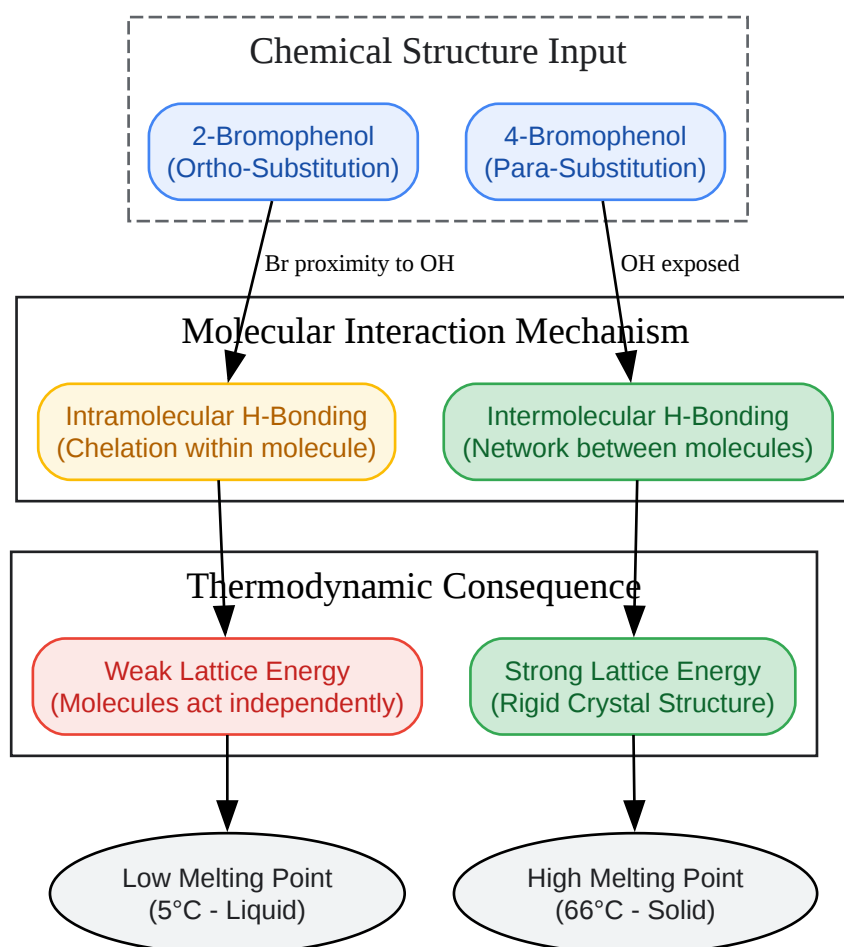 Chemical Structure Input
2-Bromophenol
(Ortho-Substitution)
4-Bromophenol
(Para-Substitution)
Br proximity to OH
OH exposed
Molecular Interaction Mechanism
Intramolecular H-Bonding
(Chelation within molecule)
Intermolecular H-Bonding
(Network between molecules)
Thermodynamic Consequence
Weak Lattice Energy
(Molecules act independently)
Strong Lattice Energy
(Rigid Crystal Structure)
Low Melting Point
(5°C - Liquid)
High Melting Point
(66°C - Solid)